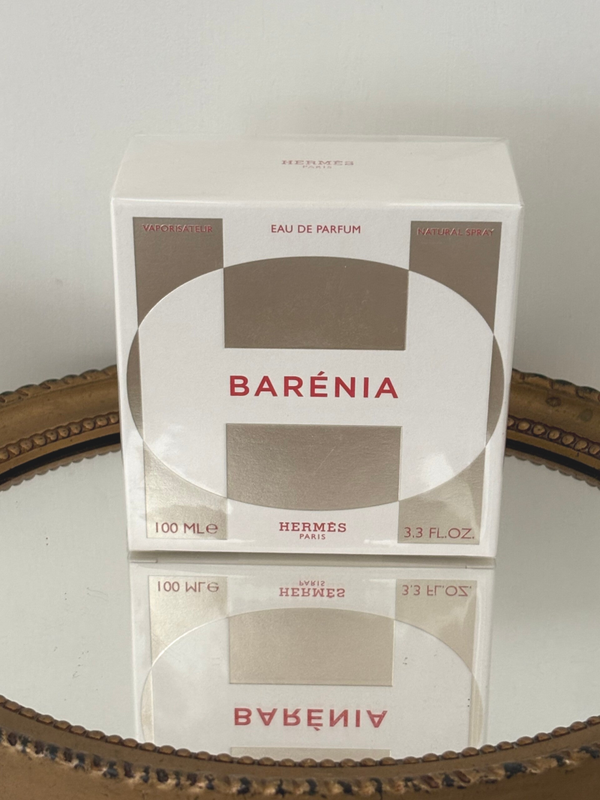 HERMÈS
PARIS
VAPORISATEUR EAU DE PARFUM NATURAL SPRAY
BARÉNIA
100 ML℮ HERMÈS 3.3 FL.OZ.
PARIS